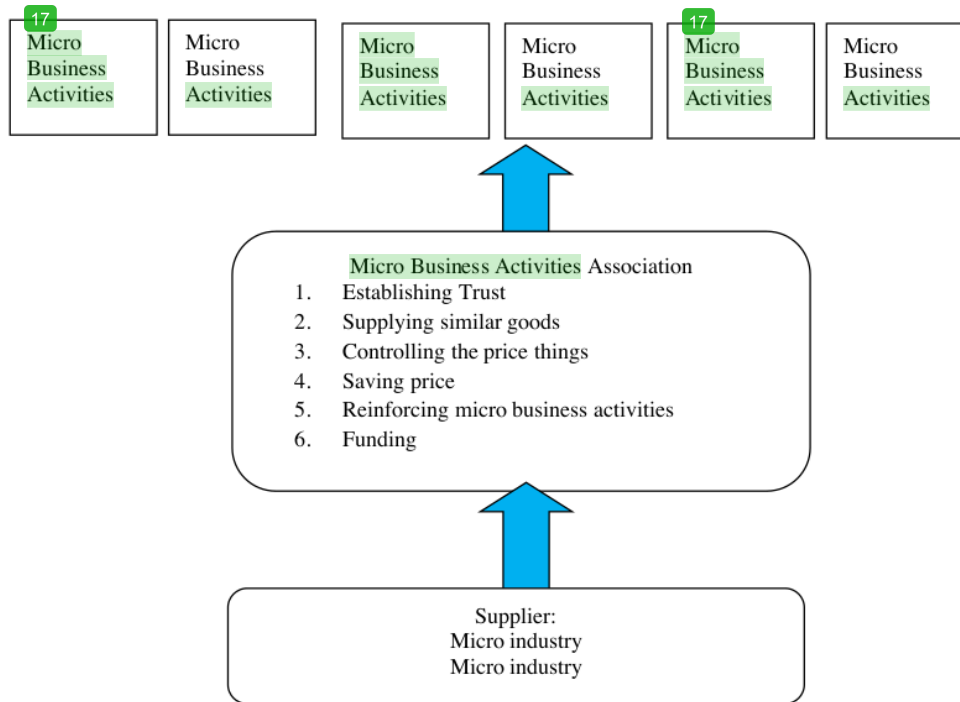 17
Micro
Business
Activities
Micro
Business
Activities
Micro
Business
Activities
Micro
Business
Activities
17
Micro
Business
Activities
Micro
Business
Activities
Micro Business Activities Association
1. Establishing Trust
2. Supplying similar goods
3. Controlling the price things
4. Saving price
5. Reinforcing micro business activities
6. Funding
Supplier:
Micro industry
Micro industry